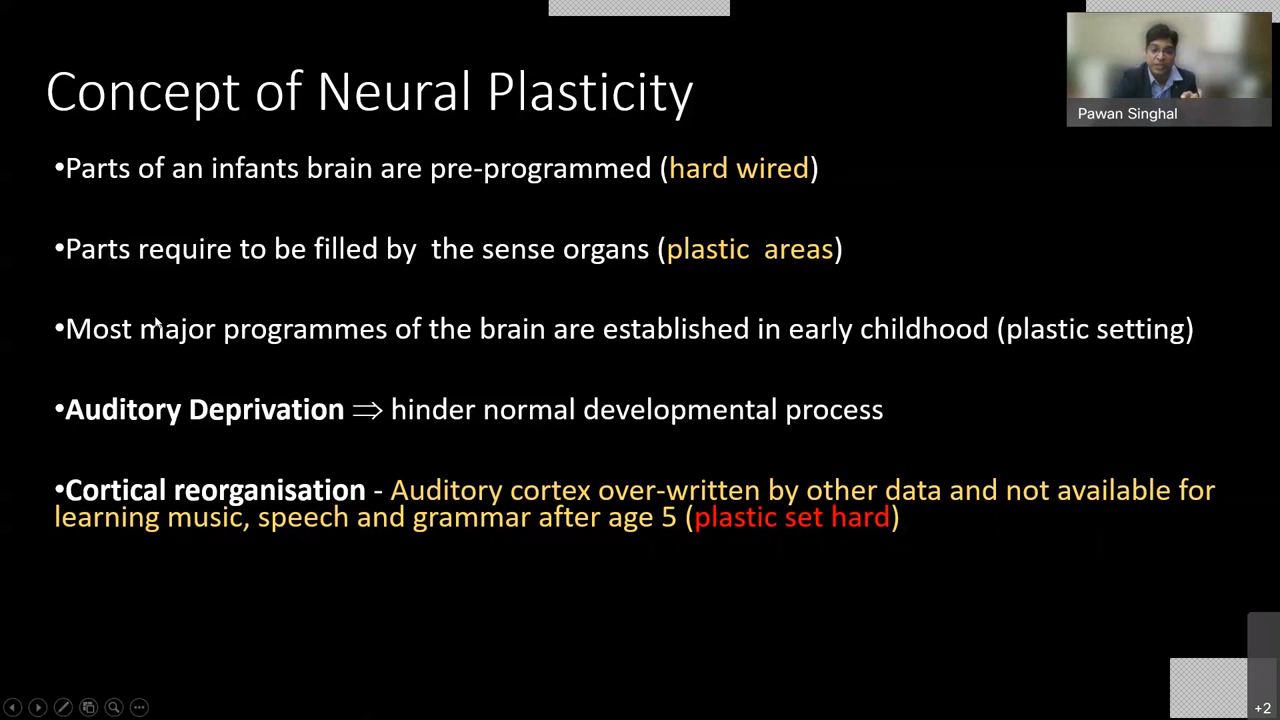 Concept of Neural Plasticity
Pawan Singhal
•Parts of an infants brain are pre-programmed (hard wired)
•Parts require to be filled by the sense organs (plastic areas)
•Most major programmes of the brain are established in early childhood (plastic setting)
•Auditory Deprivation ⇒ hinder normal developmental process
•Cortical reorganisation - Auditory cortex over-written by other data and not available for
learning music, speech and grammar after age 5 (plastic set hard)
+2